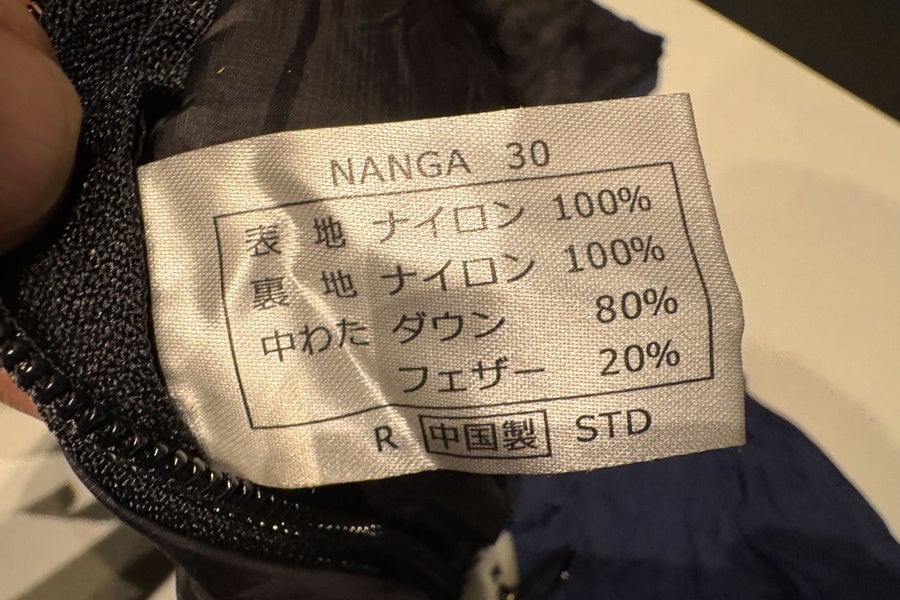 NANGA 30
表 地 ナイロン 100%
裏 地 ナイロン 100%
中わた ダウン 80%
フェザー 20%
R 中国製 STD